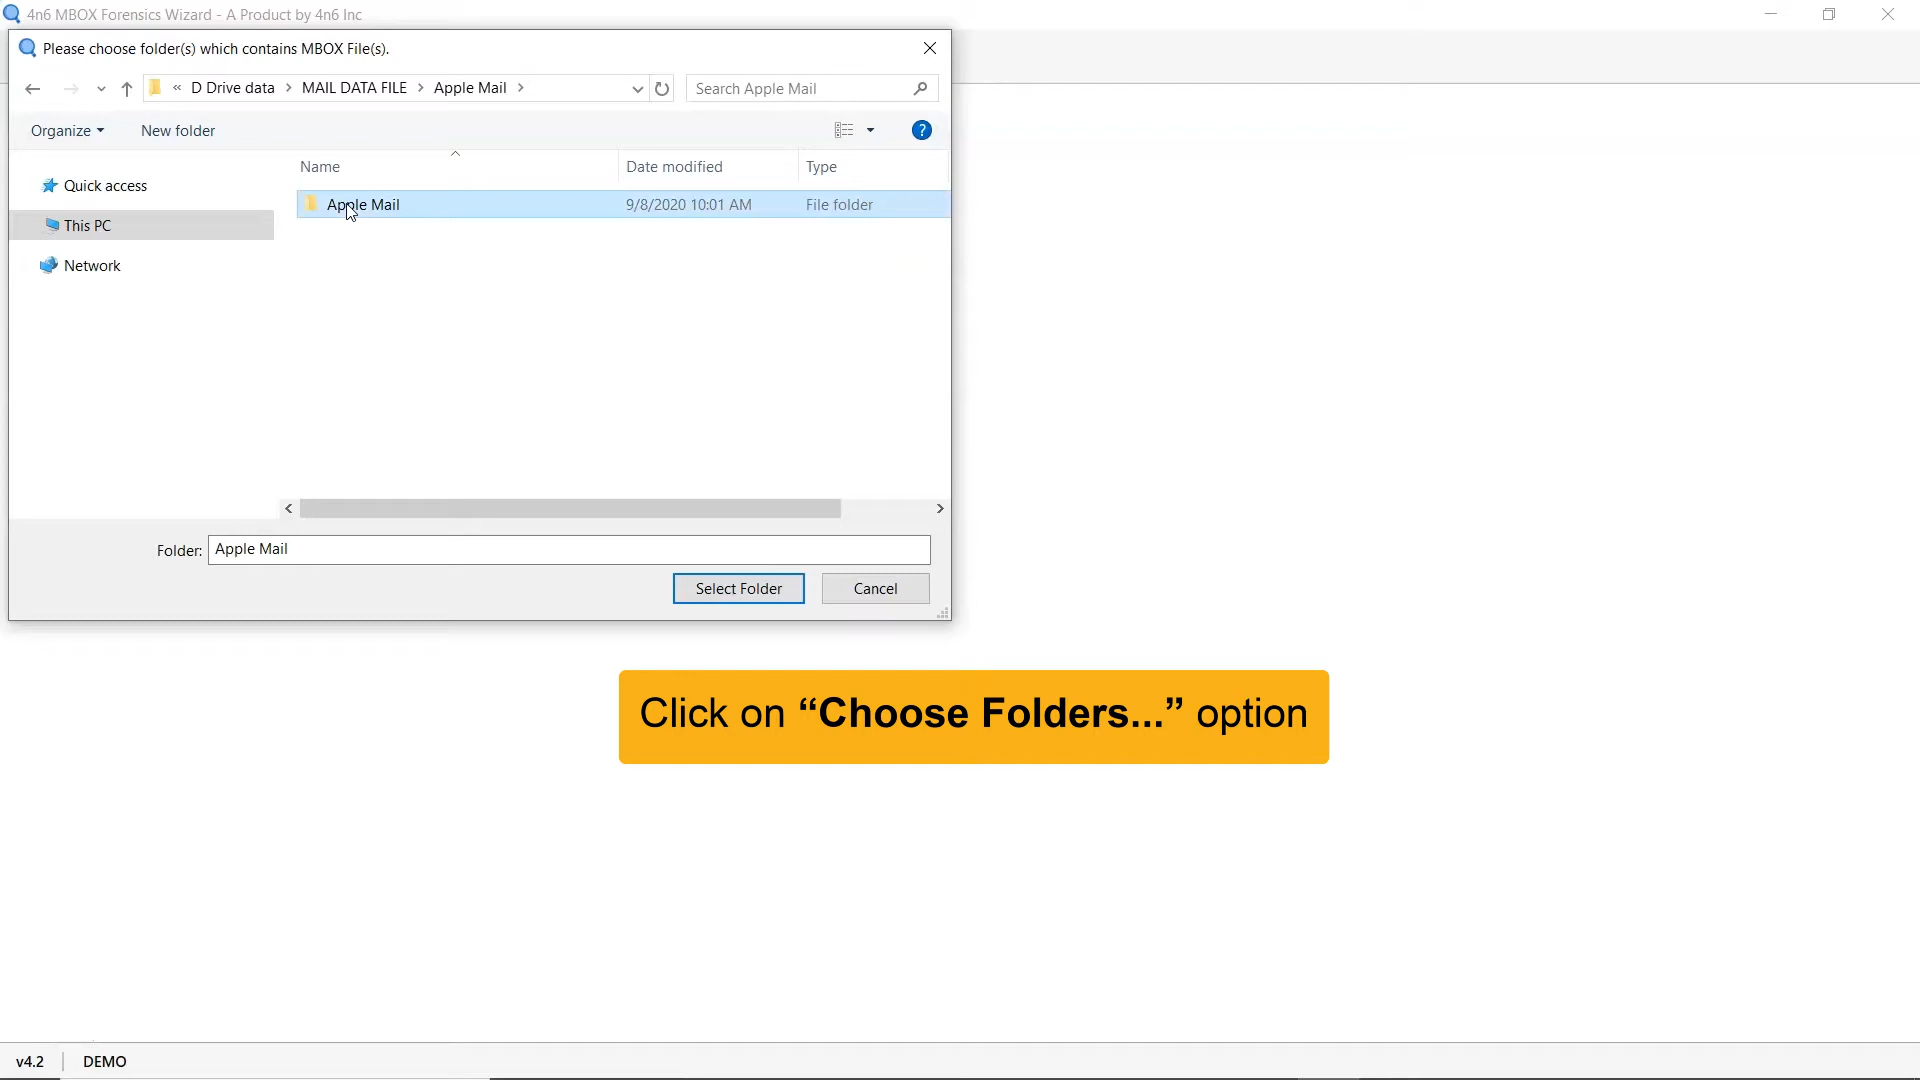 4n6 MBOX Forensics Wizard - A Product by 4n6 Inc
Please choose folder(s) which contains MBOX File(s).
« D Drive data > MAIL DATA FILE > Apple Mail >
Search Apple Mail
Organize
New folder
?
Name
Date modified
Type
Quick access
Apple Mail
9/8/2020 10:01 AM
File folder
This PC
Network
Folder: Apple Mail
Select Folder
Cancel
Click on “Choose Folders...” option
v4.2
DEMO